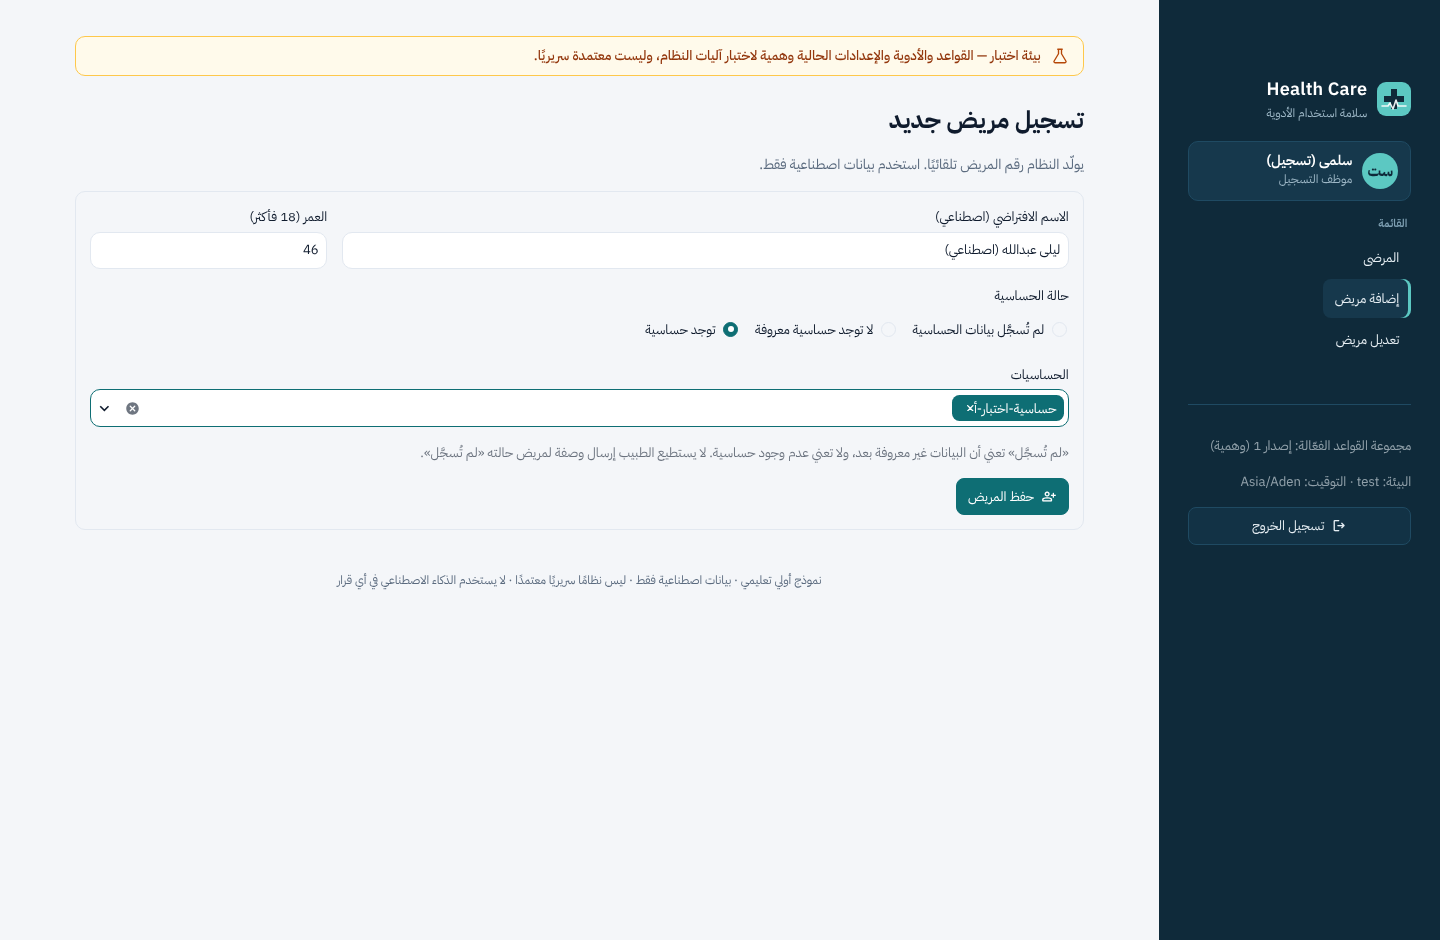 Health Care
سلامة استخدام الأدوية
ست
سلمى (تسجيل)
موظف التسجيل
القائمة
المرضى
إضافة مريض
تعديل مريض
مجموعة القواعد الفعّالة: إصدار 1 (وهمية)
البيئة: test · التوقيت: Asia/Aden
تسجيل الخروج
بيئة اختبار — القواعد والأدوية والإعدادات الحالية وهمية لاختبار آليات النظام، وليست معتمدة سريريًا.
تسجيل مريض جديد
يولّد النظام رقم المريض تلقائيًا. استخدم بيانات اصطناعية فقط.
الاسم الافتراضي (اصطناعي)
ليلى عبدالله (اصطناعي)
العمر (18 فأكثر)
46
حالة الحساسية
لم تُسجَّل بيانات الحساسية
لا توجد حساسية معروفة
توجد حساسية
الحساسيات
حساسية-اختبار-أ
«لم تُسجَّل» تعني أن البيانات غير معروفة بعد، ولا تعني عدم وجود حساسية. لا يستطيع الطبيب إرسال وصفة لمريض حالته «لم تُسجَّل».
حفظ المريض
نموذج أولي تعليمي · بيانات اصطناعية فقط · ليس نظامًا سريريًا معتمدًا · لا يستخدم الذكاء الاصطناعي في أي قرار